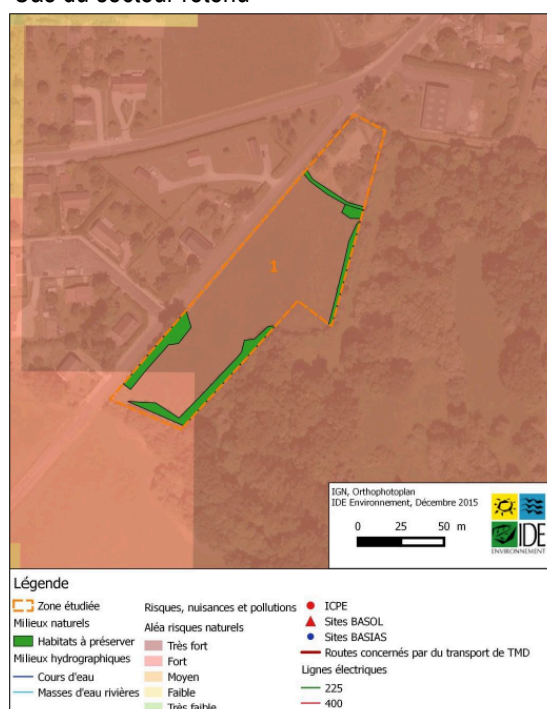 Cas du secteur retenu
1
IGN, Orthophotoplan
IDE Environnement, Décembre 2015
0 25 50 m
IDE
ENVIRONNEMENT
Légende
Zone étudiée
Milieux naturels
Habitats à préserver
Milieux hydrographiques
Cours d'eau
Masses d'eau rivières
Risques, nuisances et pollutions
Aléa risques naturels
Très fort
Fort
Moyen
Faible
Très faible
ICPE
Sites BASOL
Sites BASIAS
Routes concernés par du transport de TMD
Lignes électriques
225
400